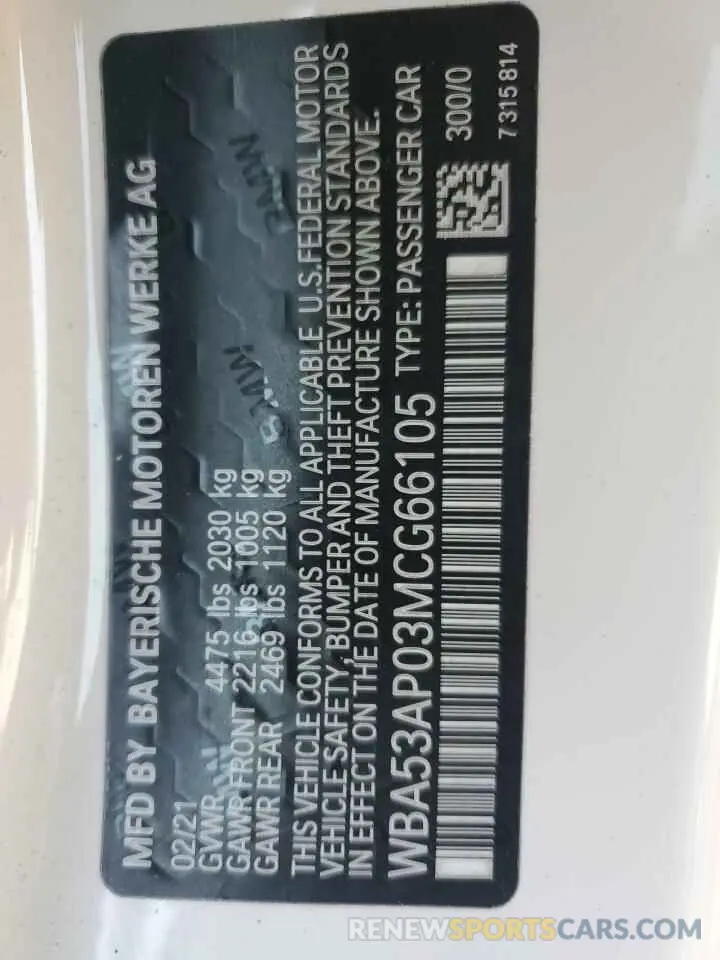 MFD BY BAYERISCHE MOTOREN WERKE AG
02/21
GVWR 4475 lbs 2030 kg
GAWR FRONT 2216 lbs 1005 kg
GAWR REAR 2469 lbs 1120 kg
THIS VEHICLE CONFORMS TO ALL APPLICABLE U.S.FEDERAL MOTOR
VEHICLE SAFETY, BUMPER AND THEFT PREVENTION STANDARDS
IN EFFECT ON THE DATE OF MANUFACTURE SHOWN ABOVE.
WBA53AP03MCG66105 TYPE: PASSENGER CAR
300/0
7315814
BMW
BMW
RENEWSPORTSCARS.COM